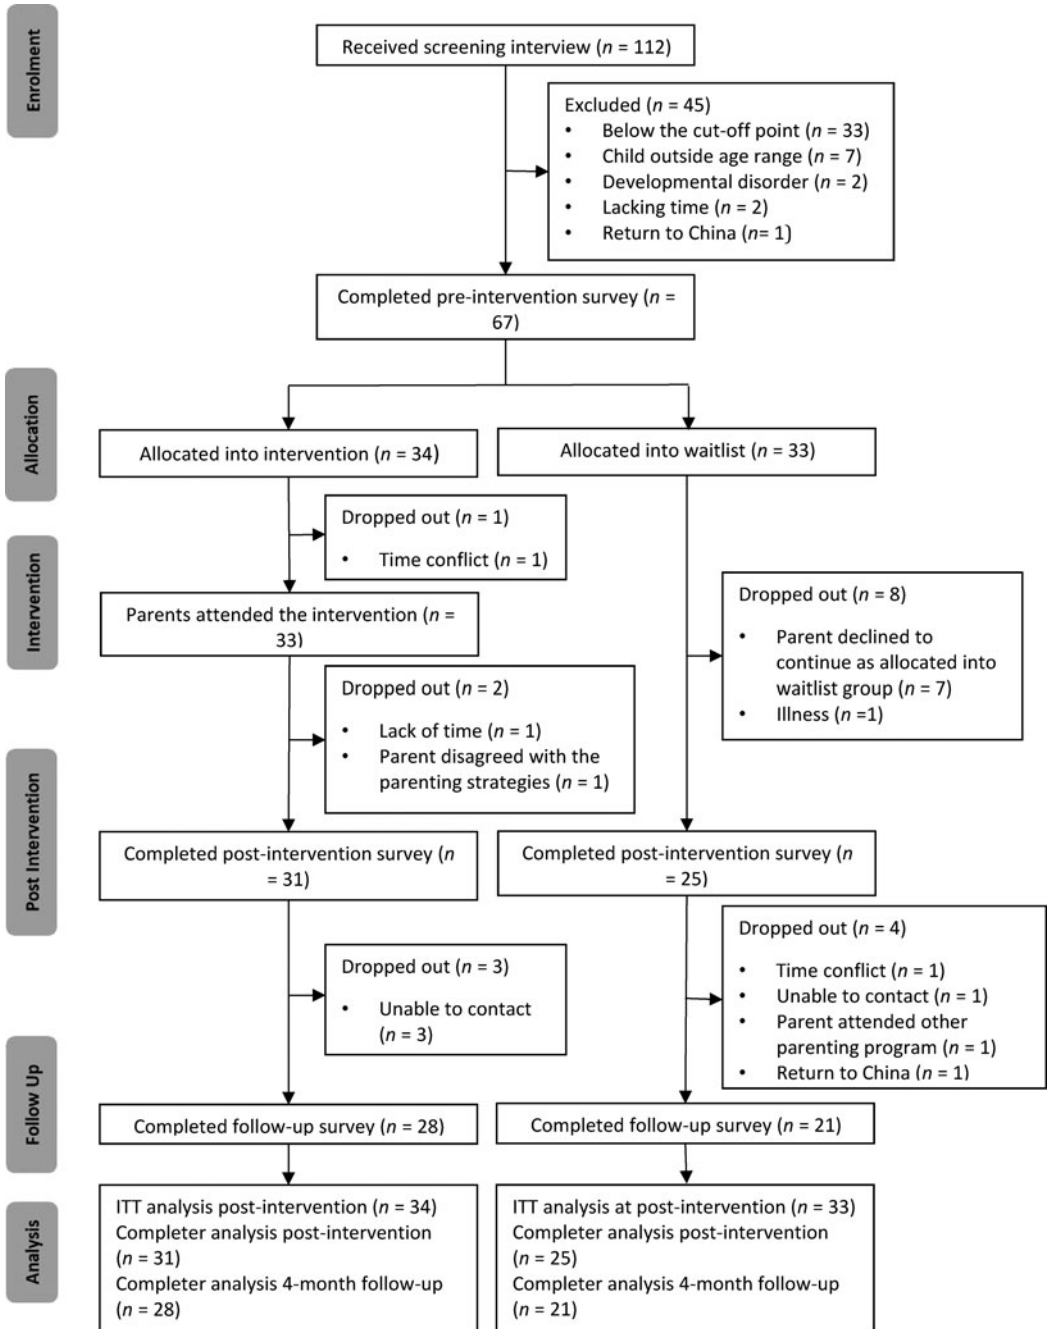 Enrolment
Received screening interview (n = 112)
Excluded (n = 45)
• Below the cut-off point (n = 33)
• Child outside age range (n = 7)
• Developmental disorder (n = 2)
• Lacking time (n = 2)
• Return to China (n= 1)
Completed pre-intervention survey (n =
67)
Allocation
Allocated into intervention (n = 34)
Allocated into waitlist (n = 33)
Dropped out (n = 1)
• Time conflict (n = 1)
Intervention
Parents attended the intervention (n =
33)
Dropped out (n = 8)
• Parent declined to
continue as allocated into
waitlist group (n = 7)
• Illness (n =1)
Dropped out (n = 2)
• Lack of time (n = 1)
• Parent disagreed with the
parenting strategies (n = 1)
Post Intervention
Completed post-intervention survey (n
= 31)
Completed post-intervention survey (n
= 25)
Dropped out (n = 3)
• Unable to contact
(n = 3)
Dropped out (n = 4)
• Time conflict (n = 1)
• Unable to contact (n = 1)
• Parent attended other
parenting program (n = 1)
• Return to China (n = 1)
Follow Up
Completed follow-up survey (n = 28)
Completed follow-up survey (n = 21)
Analysis
ITT analysis post-intervention (n = 34)
Completer analysis post-intervention
(n = 31)
Completer analysis 4-month follow-up
(n = 28)
ITT analysis at post-intervention (n = 33)
Completer analysis post-intervention
(n = 25)
Completer analysis 4-month follow-up
(n = 21)